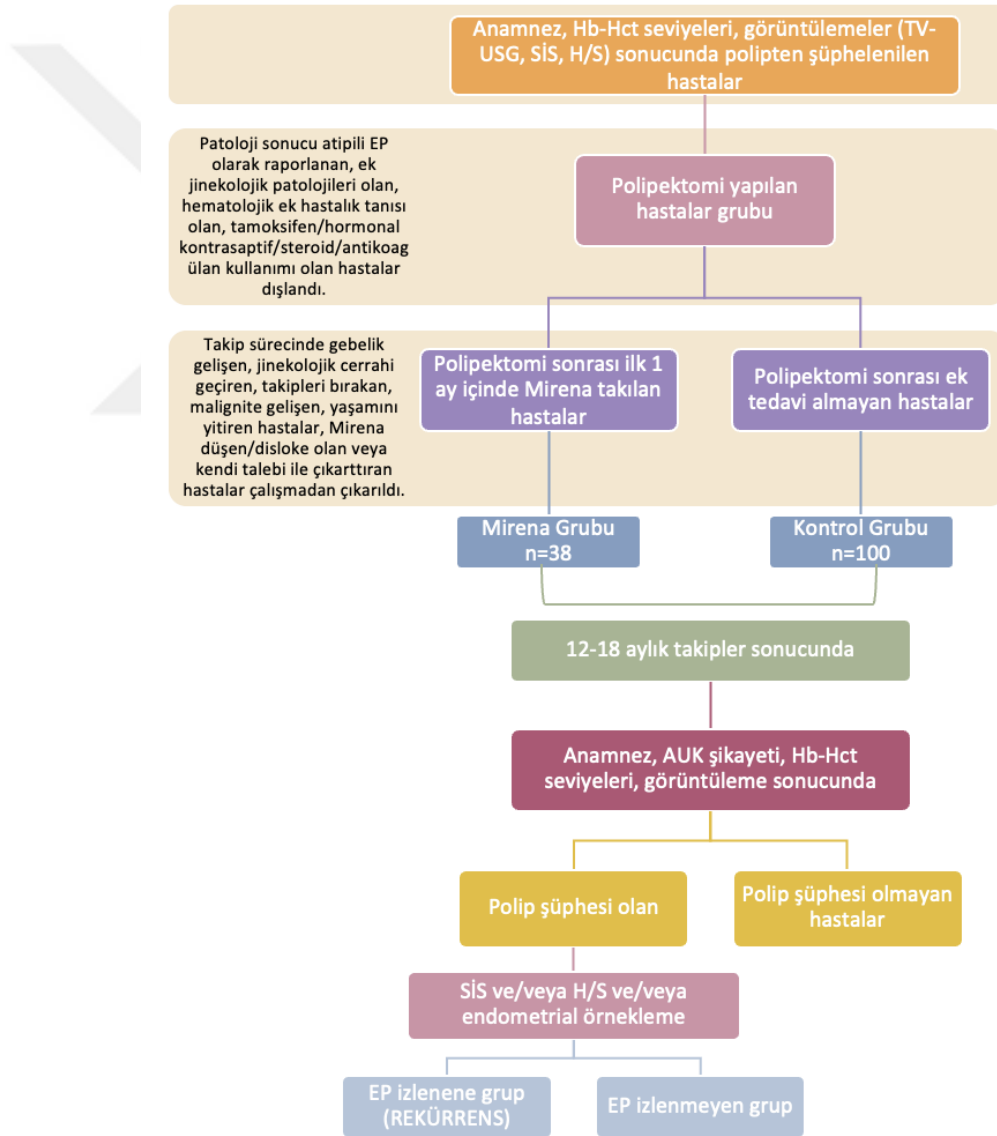 Anamnez, Hb-Hct seviyeleri, görüntülemeler (TV-
USG, SİS, H/S) sonucunda polipten şüphelenilen
hastalar
Patoloji sonucu atipili EP
olarak raporlanan, ek
jinekolojik patolojileri olan,
hematolojik ek hastalık tanısı
olan, tamoksifen/hormonal
kontrasaptif/steroid/antikoag
ülan kullanımı olan hastalar
dışlandı.
Polipektomi yapılan
hastalar grubu
Takip sürecinde gebelik
gelişen, jinekolojik cerrahi
geçiren, takipleri bırakan,
malignite gelişen, yaşamını
yitiren hastalar, Mirena
düşen/disloke olan veya
kendi talebi ile çıkarttıran
hastalar çalışmadan çıkarıldı.
Polipektomi sonrası ilk 1
ay içinde Mirena takılan
hastalar
Polipektomi sonrası ek
tedavi almayan hastalar
Mirena Grubu
n=38
Kontrol Grubu
n=100
12-18 aylık takipler sonucunda
Anamnez, AUK şikayeti, Hb-Hct
seviyeleri, görüntüleme sonucunda
Polip şüphesi olan
Polip şüphesi olmayan
hastalar
SİS ve/veya H/S ve/veya
endometrial örnekleme
EP izlenene grup
(REKÜRRENS)
EP izlenmeyen grup